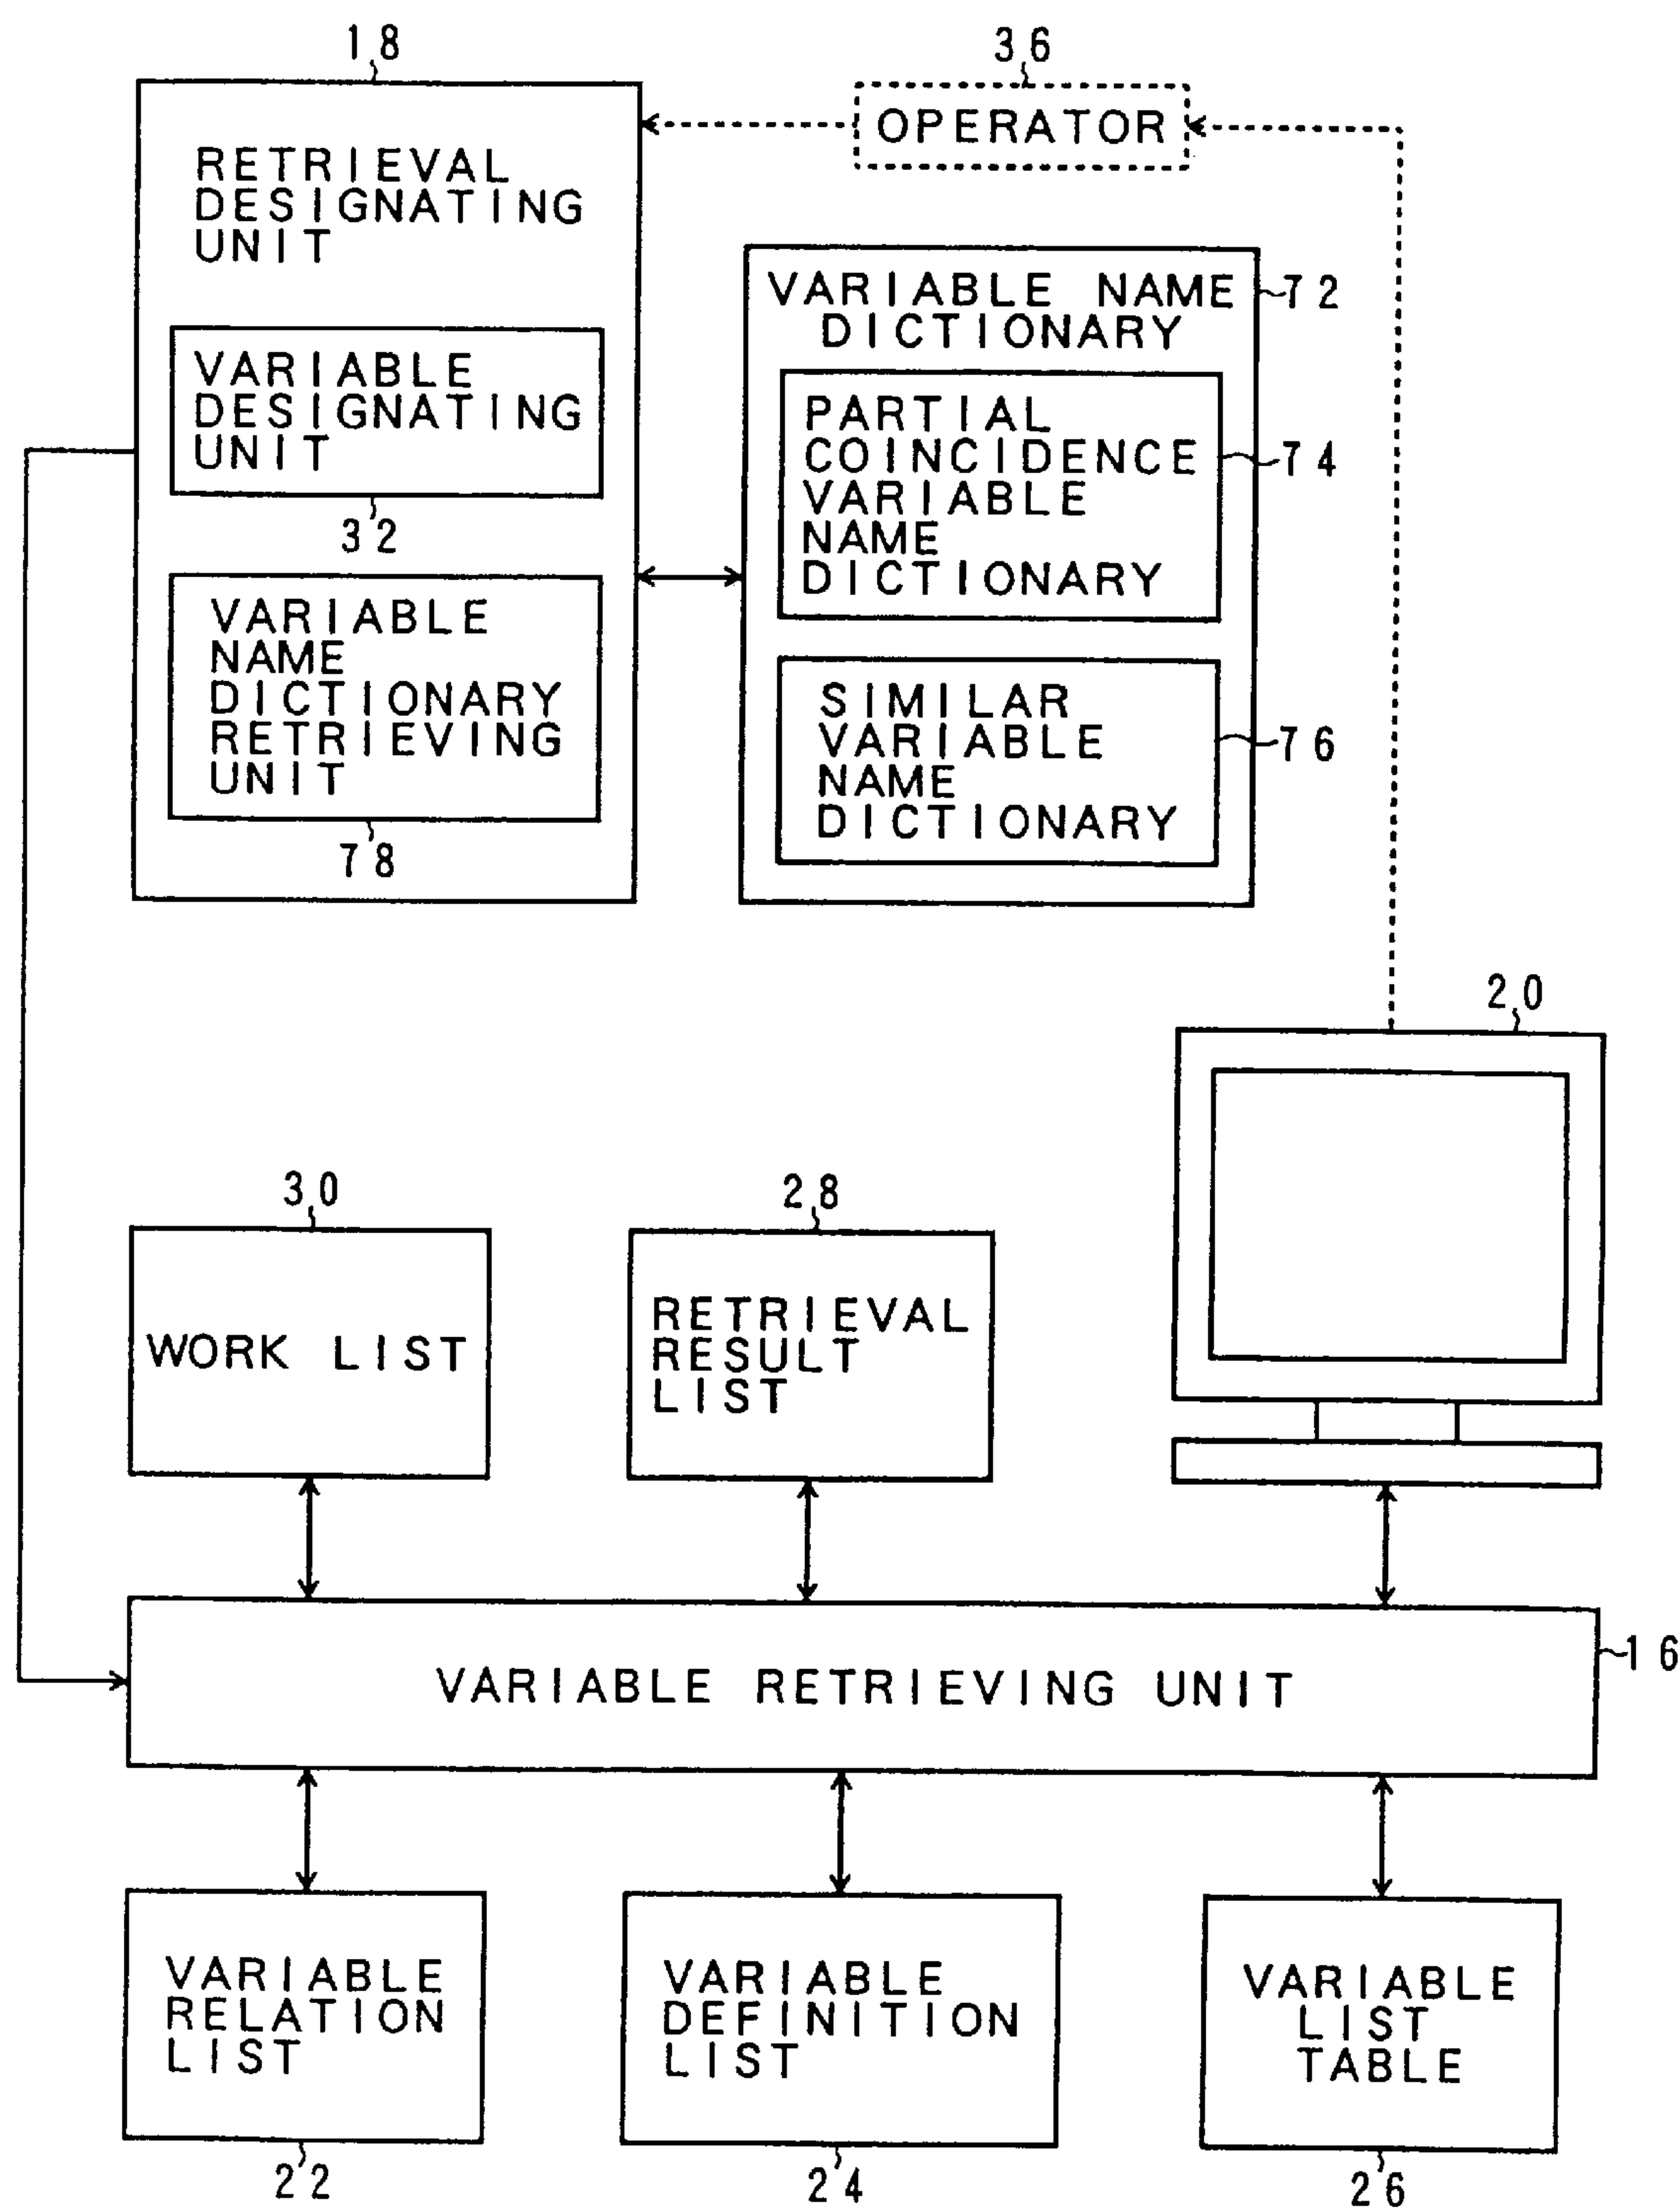 18
RETRIEVAL
DESIGNATING
UNIT
VARIABLE
DESIGNATING
UNIT
32
VARIABLE
NAME
DICTIONARY
RETRIEVING
UNIT
78
36
OPERATOR
VARIABLE NAME
DICTIONARY
72
PARTIAL
COINCIDENCE
VARIABLE
NAME
DICTIONARY
74
SIMILAR
VARIABLE
NAME
DICTIONARY
76
20
30
WORK LIST
28
RETRIEVAL
RESULT
LIST
VARIABLE RETRIEVING UNIT
16
VARIABLE
RELATION
LIST
22
VARIABLE
DEFINITION
LIST
24
VARIABLE
LIST
TABLE
26